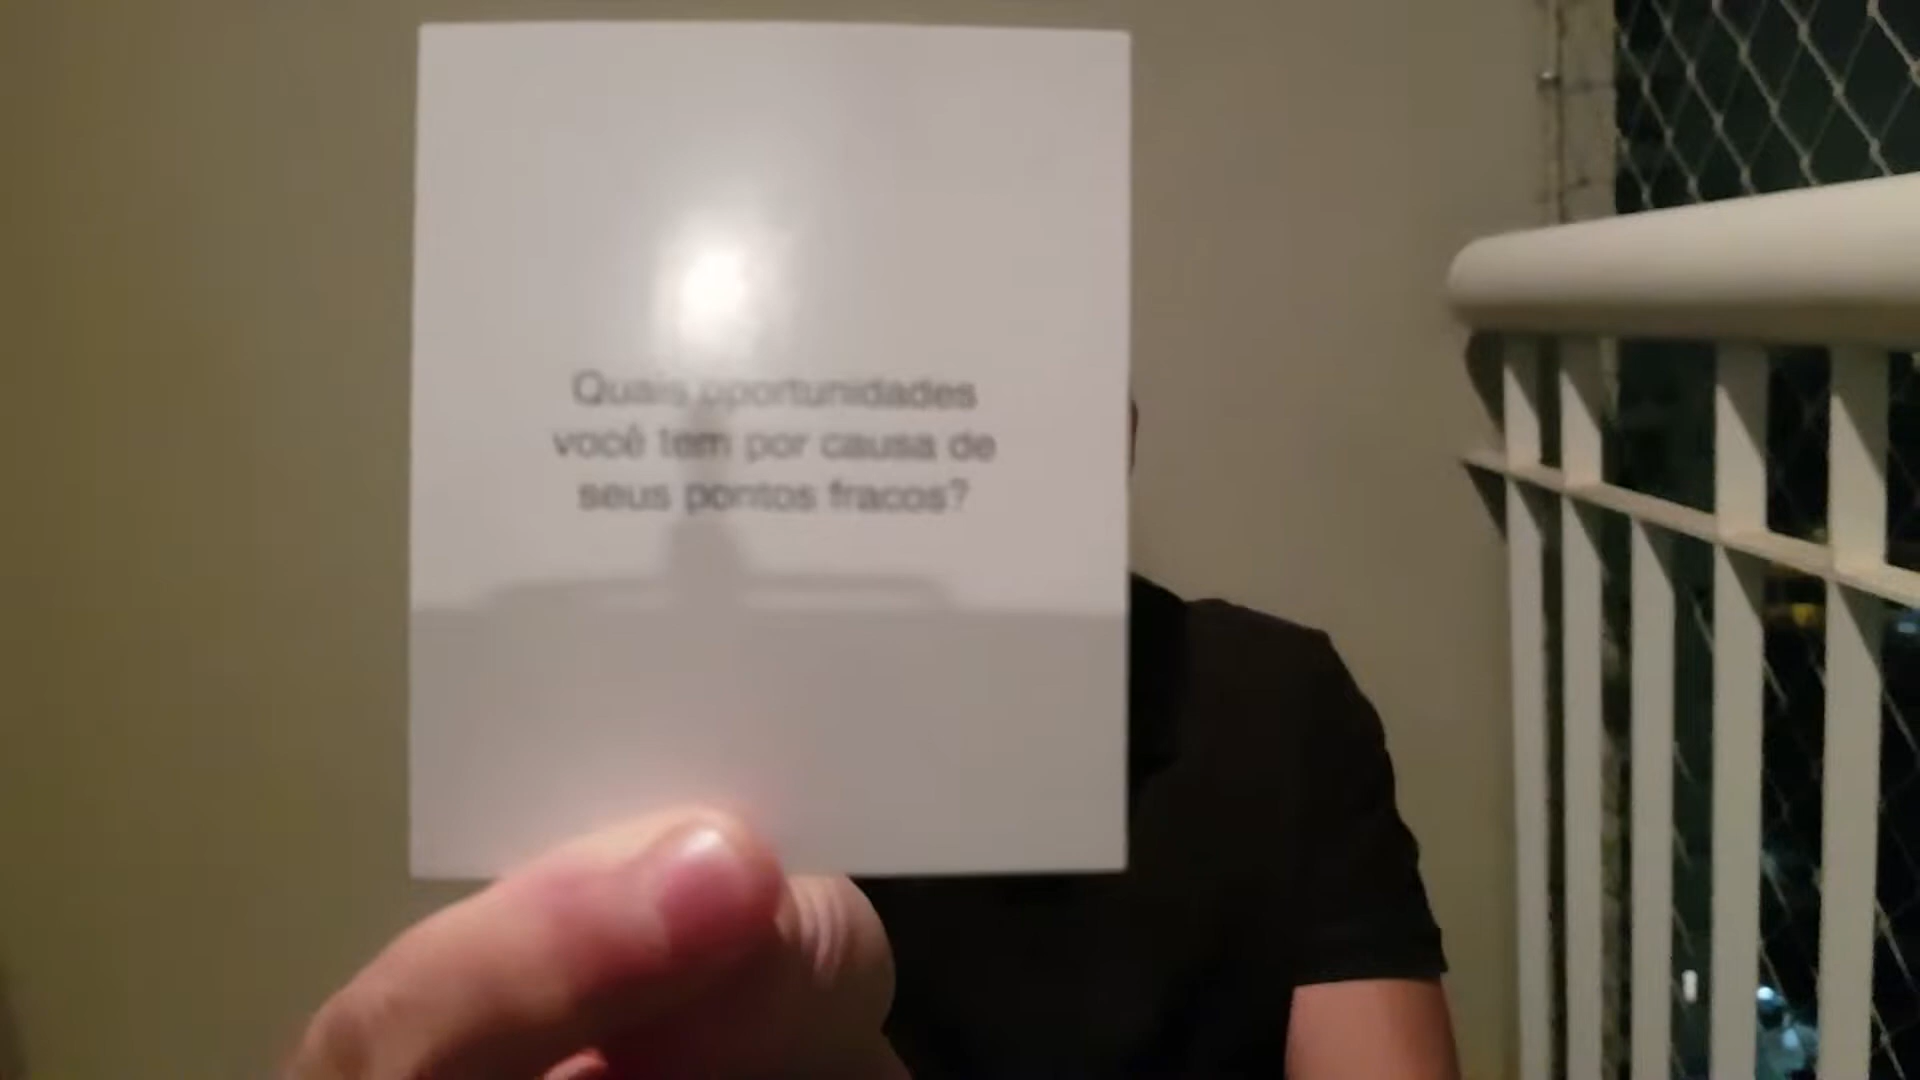 Quais oportunidades
você tem por causa de
seus pontos fracos?